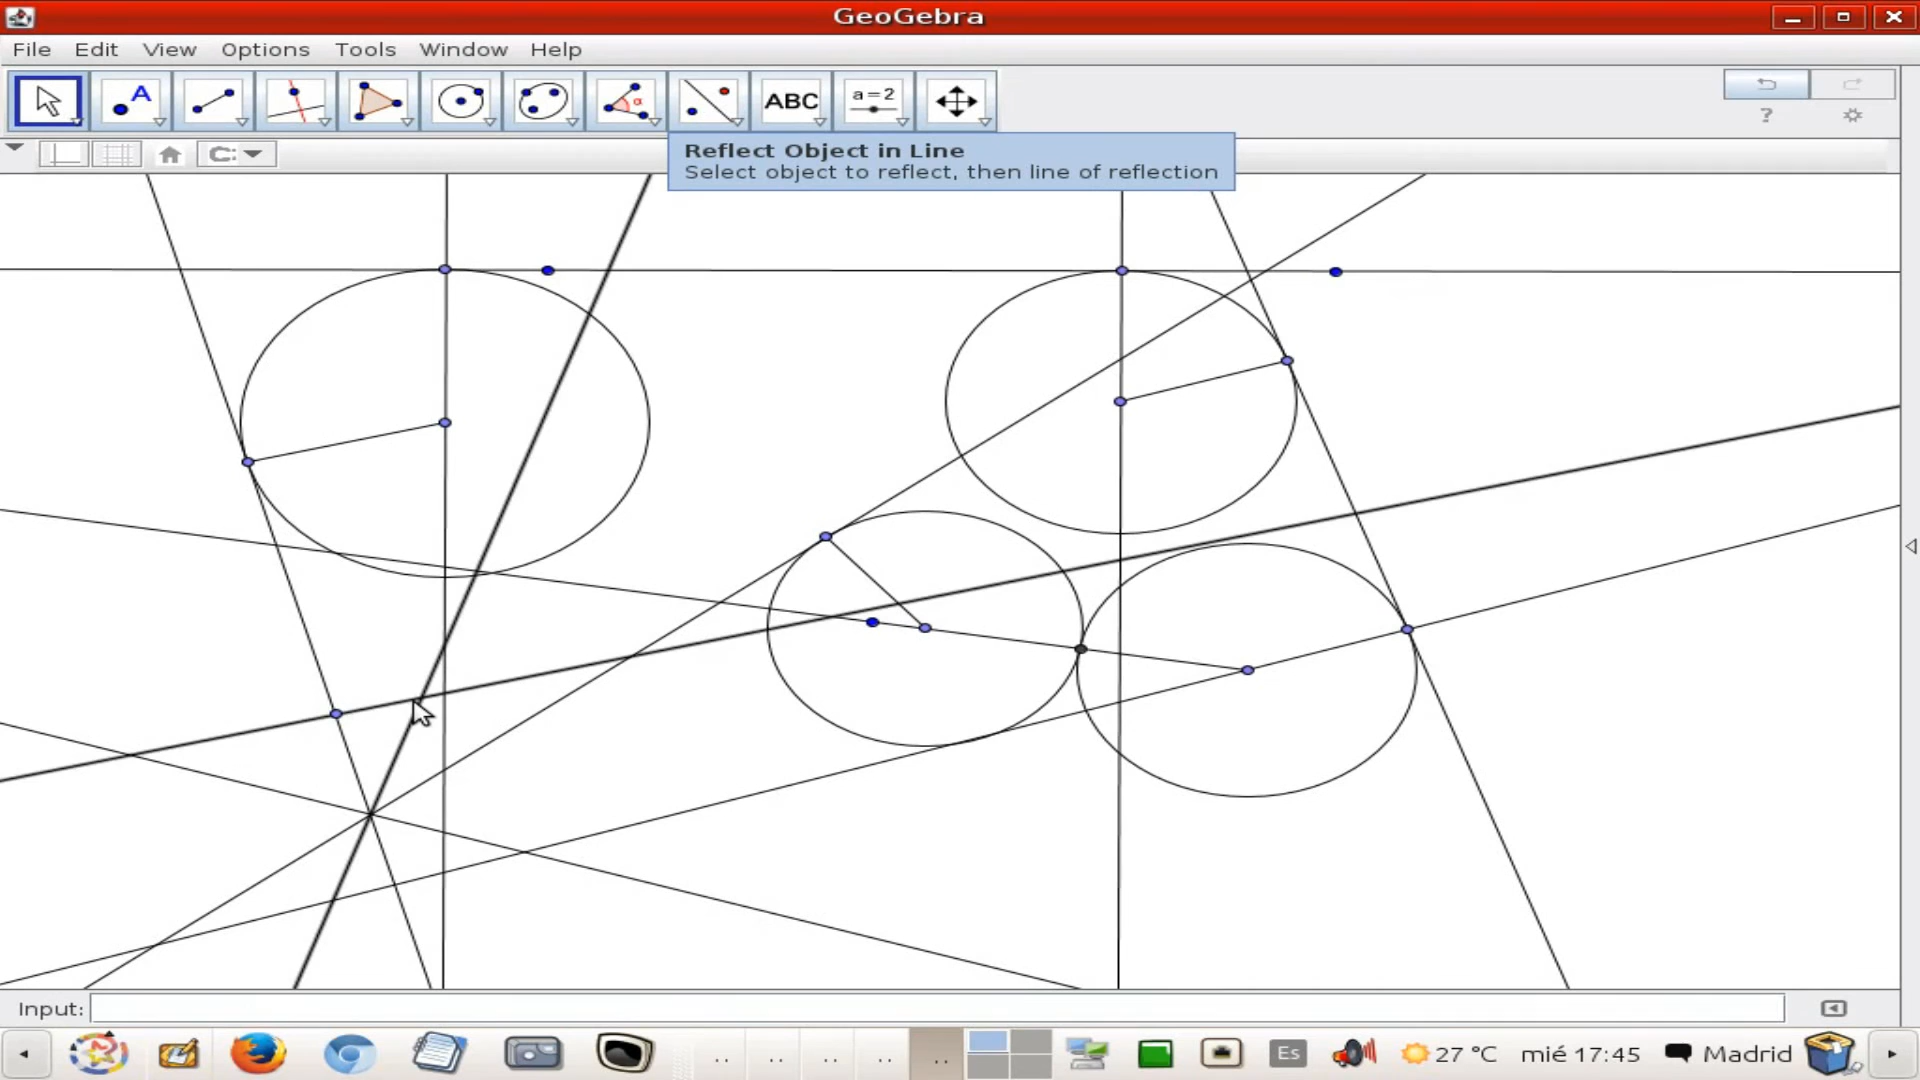 GeoGebra
File Edit View Options Tools Window Help
A
α
ABC
a=2
?
Reflect Object in Line
Select object to reflect, then line of reflection
Input:
Es
27 °C
mié 17:45
Madrid